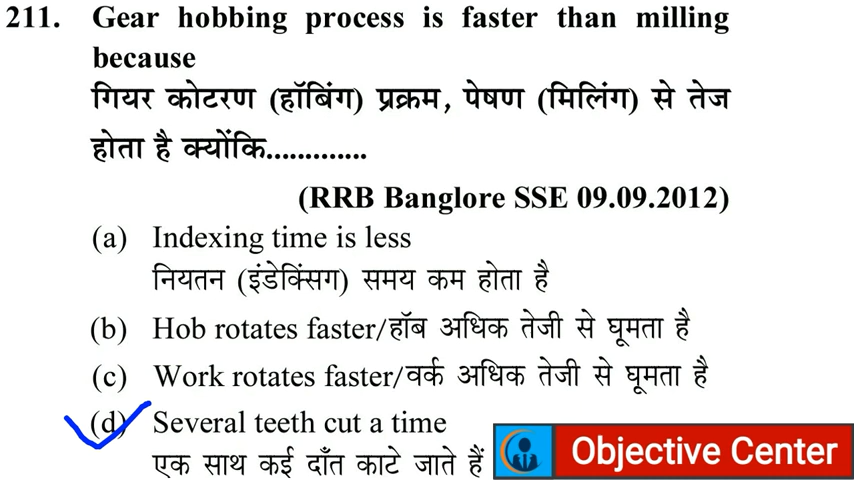 211. Gear hobbing process is faster than milling
because
गियर कोटरण (हॉबिंग) प्रक्रम, पेषण (मिलिंग) से तेज
होता है क्योंकि.............
(RRB Banglore SSE 09.09.2012)
(a) Indexing time is less
नियतन (इंडेक्सिंग) समय कम होता है
(b) Hob rotates faster/हॉब अधिक तेजी से घूमता है
(c) Work rotates faster/वर्क अधिक तेजी से घूमता है
(d) Several teeth cut a time
एक साथ कई दाँत काटे जाते हैं
Objective Center